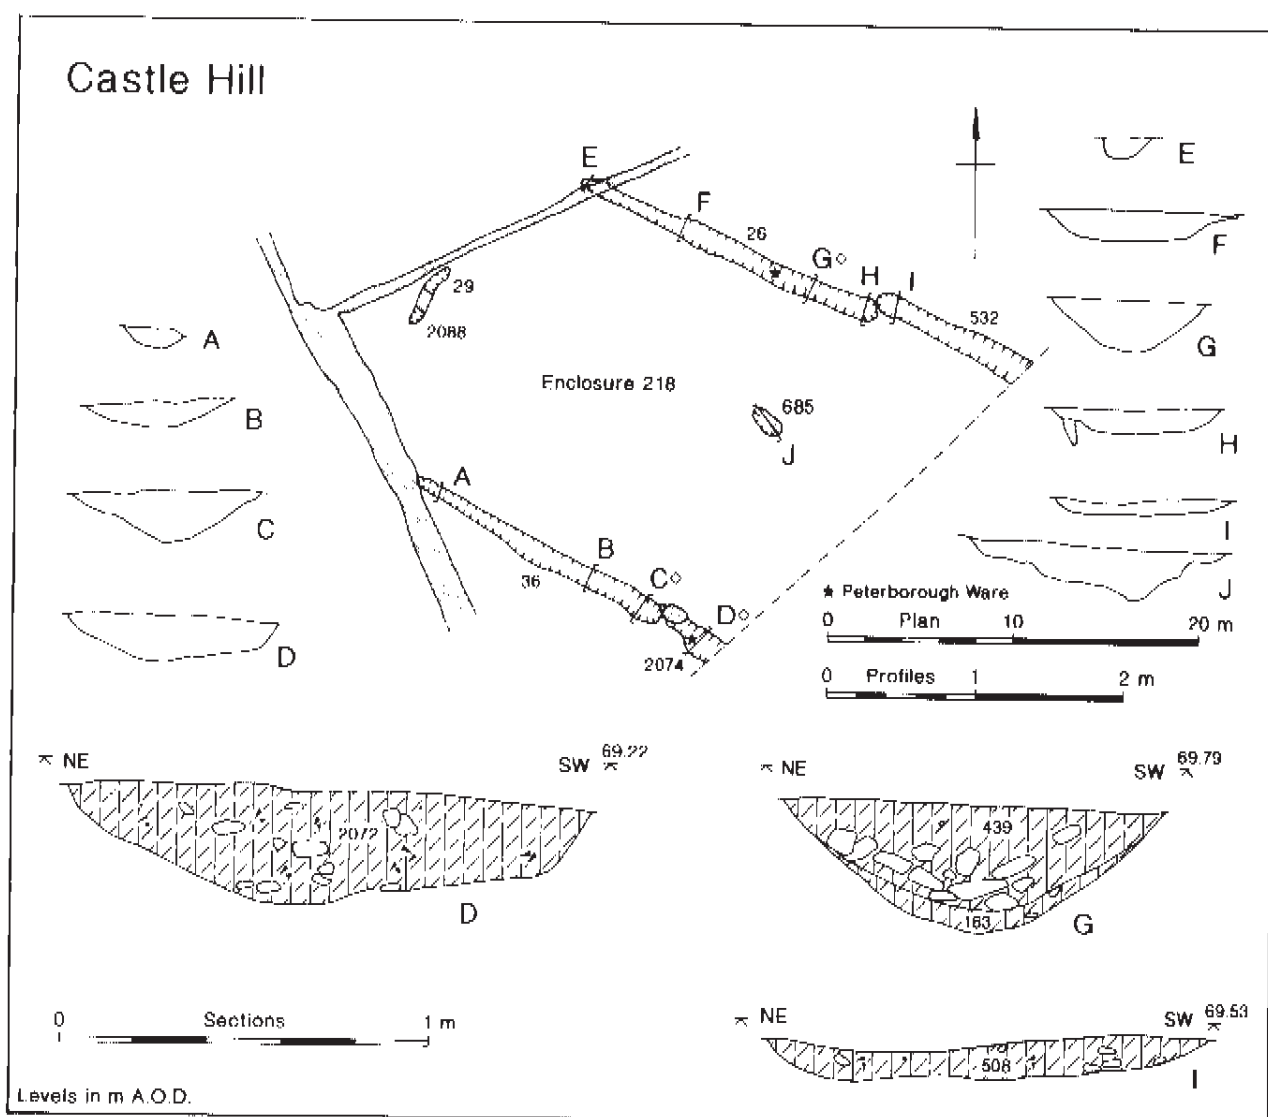 Castle Hill
E
E
F
26
F
G◇
H
I
29
532
2088
A
G
Enclosure 218
B
685
H
J
A
C
I
B
36
C◇
J
★ Peterborough Ware
D◇
0 Plan 10 20 m
D
2074
0 Profiles 1 2 m
NE
SW 69.22
NE
SW 69.79
2072
439
D
163
G
0 Sections 1 m
NE
SW 69.53
508
I
Levels in m A.O.D.